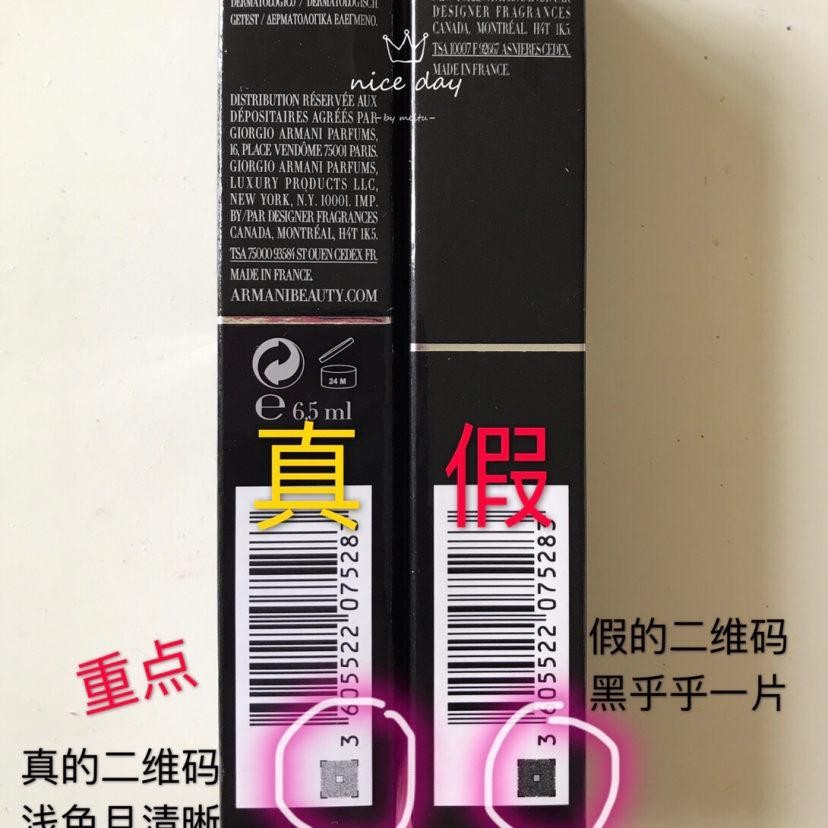 DERMATOLOGICO / DERMATOLOGISCH
GETEST / ΔΕΡΜΑΤΟΛΟΓΙΚΑ ΕΛΕΓΜΕΝΟ.
DISTRIBUTION RÉSERVÉE AUX
DÉPOSITAIRES AGRÉÉS PAR
GIORGIO ARMANI PARFUMS,
16, PLACE VENDÔME 75001 PARIS.
GIORGIO ARMANI PARFUMS,
LUXURY PRODUCTS LLC,
NEW YORK, N.Y. 10001. IMP.
BY/PAR DESIGNER FRAGRANCES
CANADA, MONTRÉAL, H4T 1K5.
TSA 75000 93584 ST OUEN CEDEX FR.
MADE IN FRANCE.
ARMANIBEAUTY.COM
24 M
e 6,5 ml
真
3 605522 075287
DESIGNER FRAGRANCES
CANADA, MONTRÉAL. H4T 1K5.
TSA 10007 F 92667 ASNIERES CEDEX.
MADE IN FRANCE.
nice day
- by meitu -
假
3 605522 075287
重点
真的二维码
浅色且清晰
假的二维码
黑乎乎一片